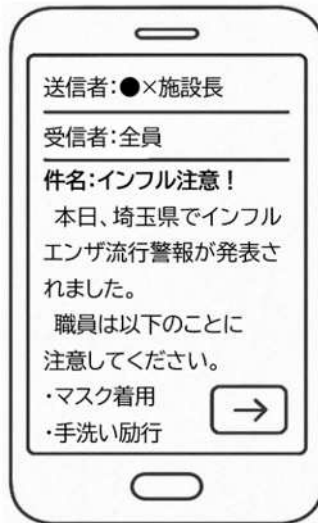 送信者:●×施設長
受信者:全員
件名:インフル注意!
本日、埼玉県でインフル
エンザ流行警報が発表さ
れました。
職員は以下のことに
注意してください。
・マスク着用
・手洗い励行
→